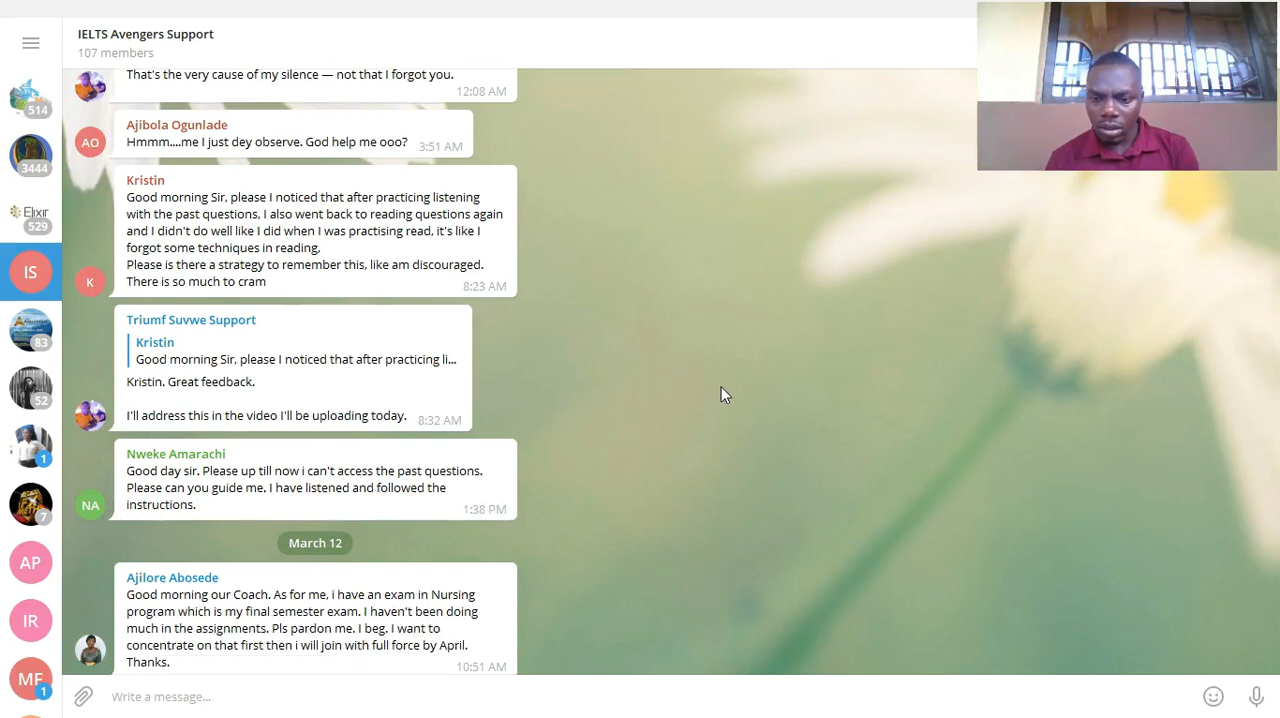 IELTS Avengers Support
107 members
514
3444
Elixir
529
IS
83
52
1
7
AP
IR
MF
1
That's the very cause of my silence — not that I forgot you.
12:08 AM
AO
Ajibola Ogunlade
Hmmm....me I just dey observe. God help me ooo?
3:51 AM
Kristin
Good morning Sir, please I noticed that after practicing listening
with the past questions, I also went back to reading questions again
and I didn't do well like I did when I was practising read, it's like I
forgot some techniques in reading,
Please is there a strategy to remember this, like am discouraged.
There is so much to cram
8:23 AM
K
Triumf Suvwe Support
Kristin
Good morning Sir, please I noticed that after practicing li...
Kristin. Great feedback.
I'll address this in the video I'll be uploading today.
8:32 AM
Nweke Amarachi
Good day sir. Please up till now i can't access the past questions.
Please can you guide me. I have listened and followed the
instructions.
1:38 PM
NA
March 12
Ajilore Abosede
Good morning our Coach. As for me, i have an exam in Nursing
program which is my final semester exam. I haven't been doing
much in the assignments. Pls pardon me. I beg. I want to
concentrate on that first then i will join with full force by April.
Thanks.
10:51 AM
Write a message...